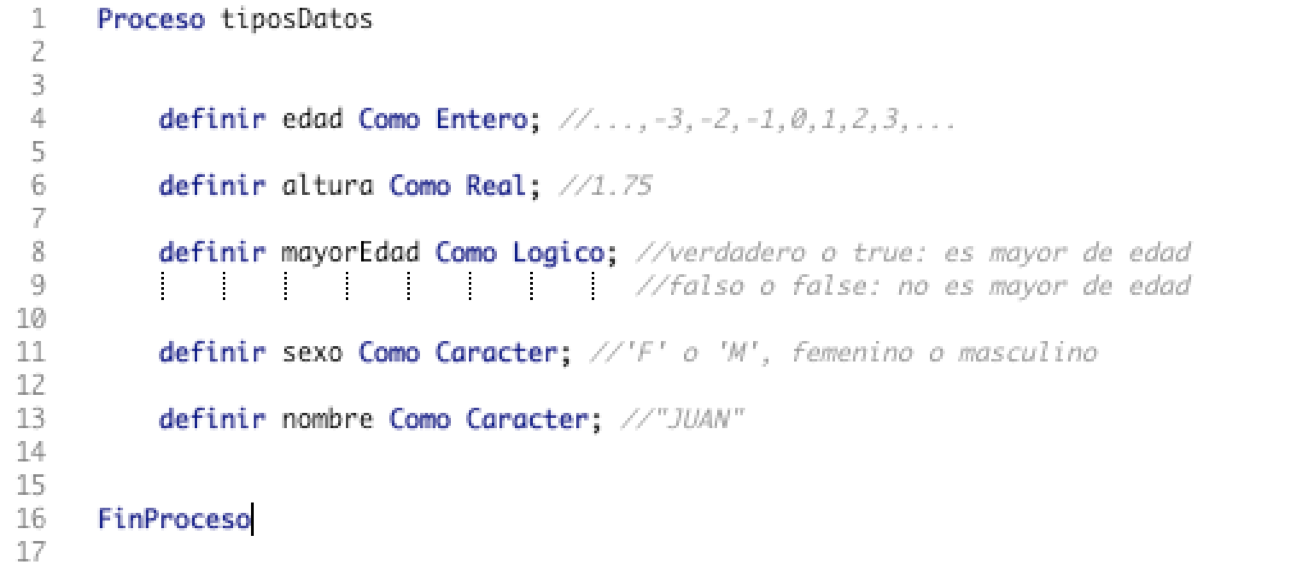 1 Proceso tiposDatos
2
3
4 definir edad Como Entero; //...,-3,-2,-1,0,1,2,3,...
5
6 definir altura Como Real; //1.75
7
8 definir mayorEdad Como Logico; //verdadero o true: es mayor de edad
9 //falso o false: no es mayor de edad
10
11 definir sexo Como Caracter; //'F' o 'M', femenino o masculino
12
13 definir nombre Como Caracter; //"JUAN"
14
15
16 FinProceso
17